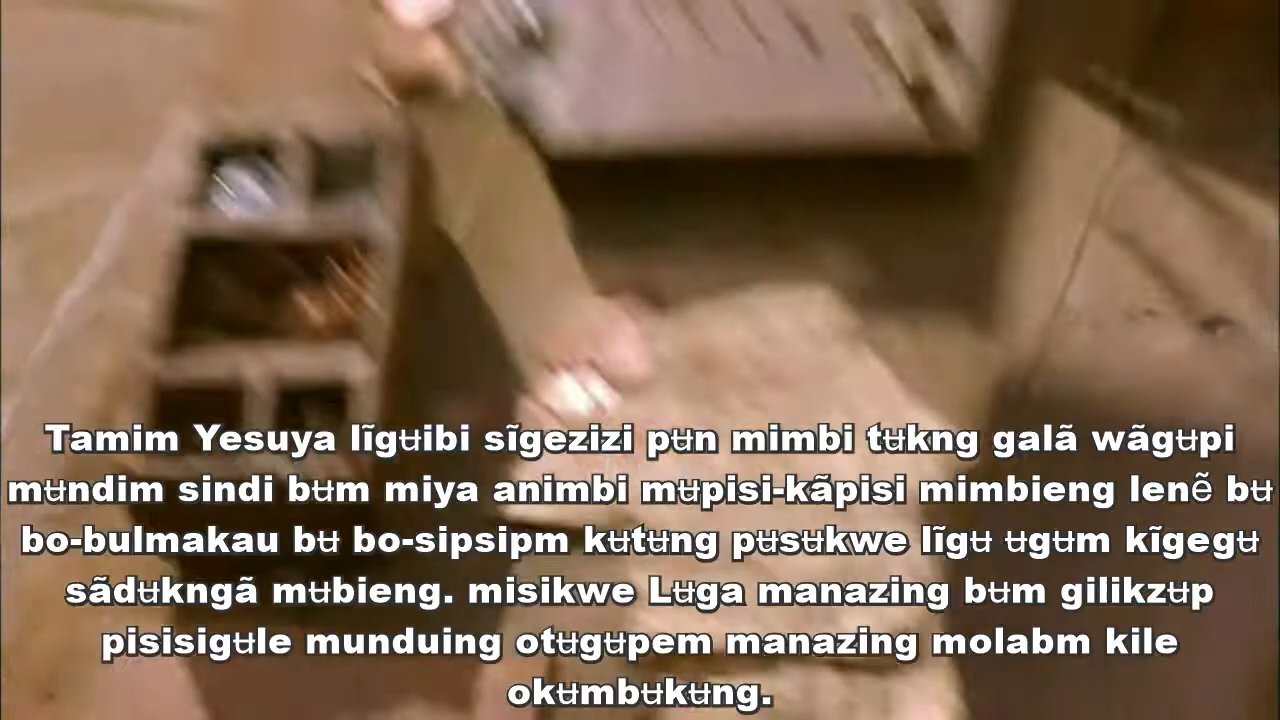 Tamim Yesuya lĩgʉibi sĩgezizi pʉn mimbi tʉkng galã wãgʉpi
mʉndim sindi bʉm miya animbi mʉpisi-kãpisi mimbieng lenẽ bʉ
bo-bulmakau bʉ bo-sipsipm kʉtʉng pʉsʉkwe lĩgʉ ʉgʉm kĩgegʉ
sãdʉkngã mʉbieng. misikwe Lʉga manazing bʉm gilikzʉp
pisisigʉle munduing otʉgʉpem manazing molabm kile
okʉmbʉkʉng.